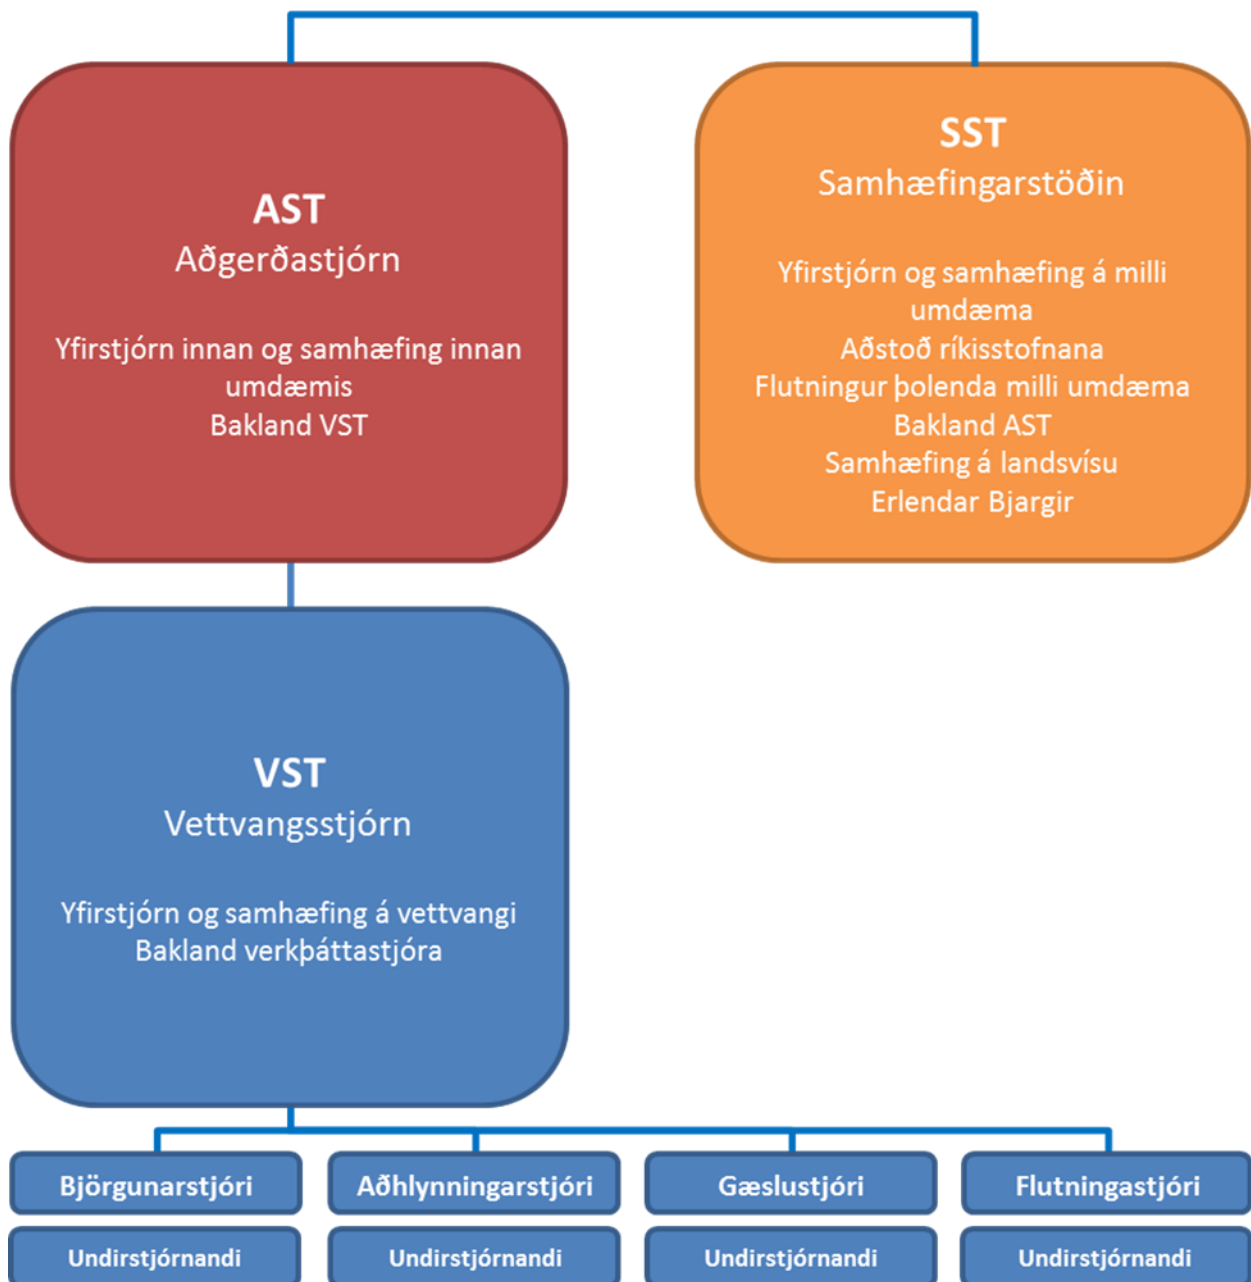 AST
Aðgerðastjórn
Yfirstjórn innan og samhæfing innan
umdæmis
Bakland VST
SST
Samhæfingarstöðin
Yfirstjórn og samhæfing á milli
umdæma
Aðstoð ríkisstofnana
Flutningur þolenda milli umdæma
Bakland AST
Samhæfing á landsvísu
Erlendar Bjargir
VST
Vettvangsstjórn
Yfirstjórn og samhæfing á vettvangi
Bakland verkþáttastjóra
Björgunarstjóri
Aðhlynningarstjóri
Gæslustjóri
Flutningastjóri
Undirstjórnandi
Undirstjórnandi
Undirstjórnandi
Undirstjórnandi